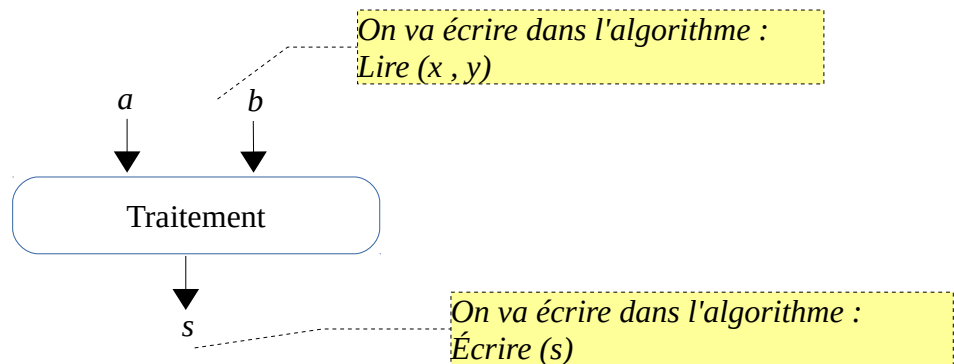 On va écrire dans l'algorithme :
Lire (x , y)
a b
Traitement
s
On va écrire dans l'algorithme :
Écrire (s)